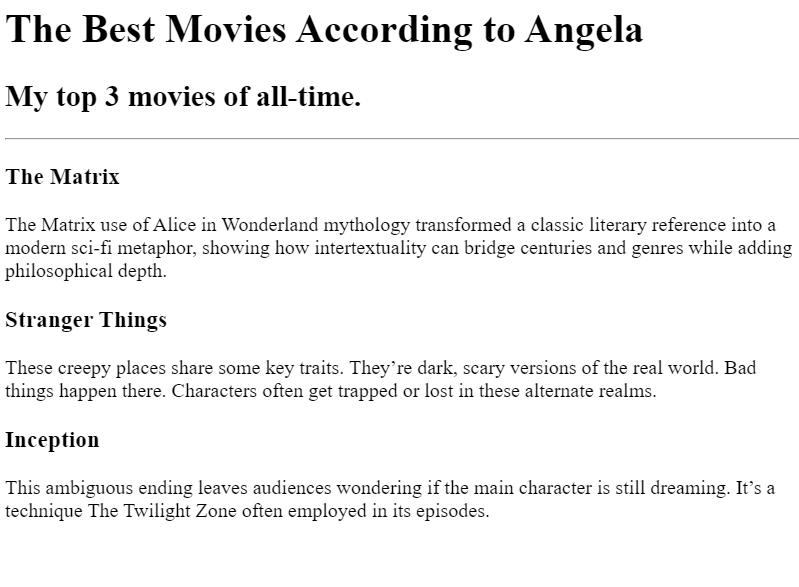 The Best Movies According to Angela
My top 3 movies of all-time.
The Matrix
The Matrix use of Alice in Wonderland mythology transformed a classic literary reference into a
modern sci-fi metaphor, showing how intertextuality can bridge centuries and genres while adding
philosophical depth.
Stranger Things
These creepy places share some key traits. They’re dark, scary versions of the real world. Bad
things happen there. Characters often get trapped or lost in these alternate realms.
Inception
This ambiguous ending leaves audiences wondering if the main character is still dreaming. It’s a
technique The Twilight Zone often employed in its episodes.